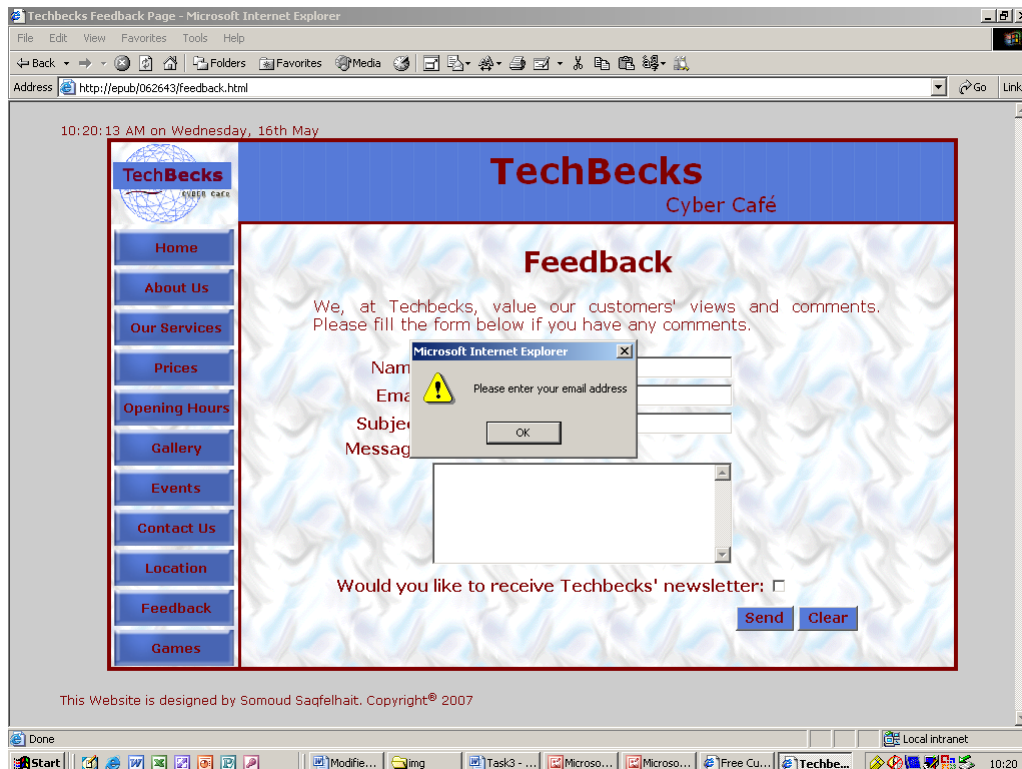 Techbecks Feedback Page - Microsoft Internet Explorer
File Edit View Favorites Tools Help
Back Folders Favorites Media
Address http://epub/062643/feedback.html Go Link
10:20:13 AM on Wednesday, 16th May
TechBecks
CYBER CAFE
TechBecks
Cyber Café
Home
About Us
Our Services
Prices
Opening Hours
Gallery
Events
Contact Us
Location
Feedback
Games
Feedback
We, at Techbecks, value our customers' views and comments.
Please fill the form below if you have any comments.
Nam
Ema
Subje
Messag
Microsoft Internet Explorer
Please enter your email address
OK
Would you like to receive Techbecks' newsletter:
Send Clear
This Website is designed by Somoud Saqfelhait. Copyright® 2007
Done Local intranet
Start Modifie... img Task3 - ... Microso... Microso... Free Cu... Techbe... 10:20